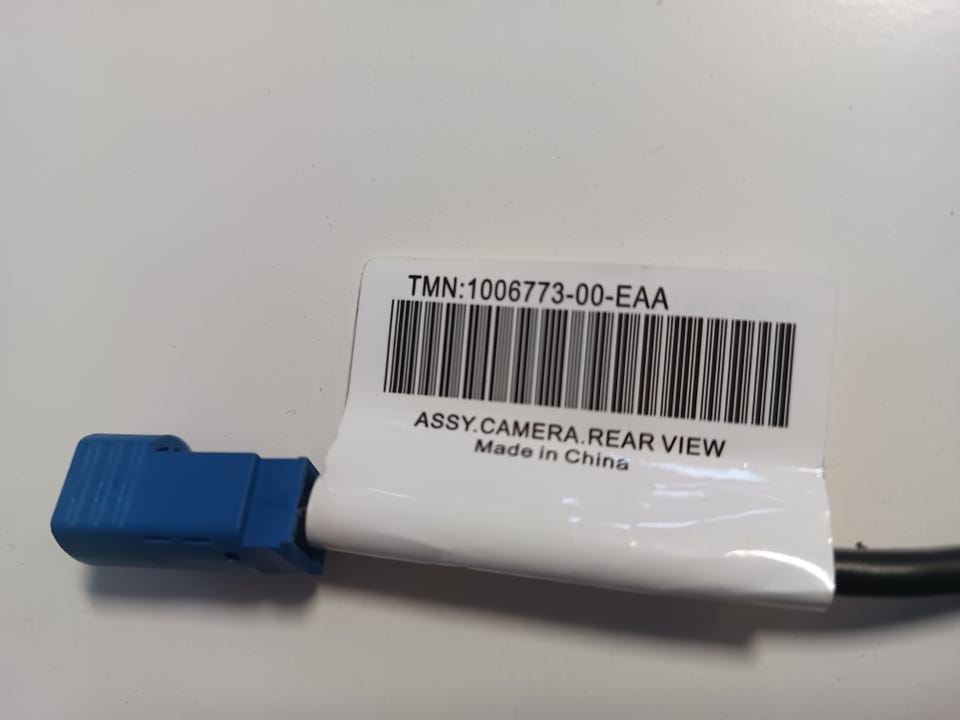 TMN:1006773-00-EAA
ASSY.CAMERA.REAR VIEW
Made in China